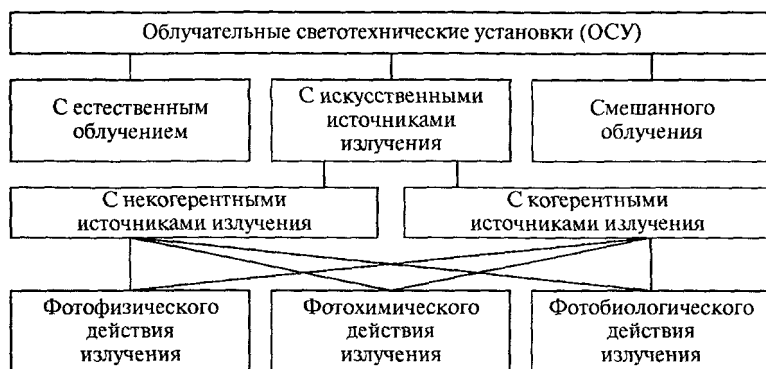 Облучательные светотехнические установки (ОСУ)
С естественным
облучением
С искусственными
источниками
излучения
Смешанного
облучения
С некогерентными
источниками излучения
С когерентными
источниками излучения
Фотофизического
действия
излучения
Фотохимического
действия
излучения
Фотобиологического
действия
излучения